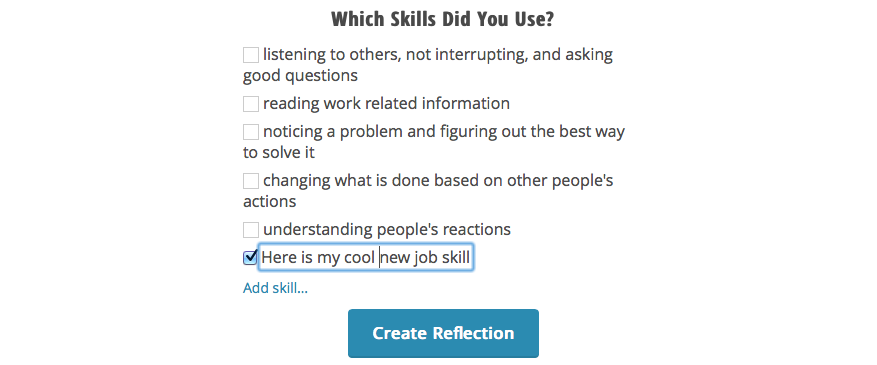 Which Skills Did You Use?
listening to others, not interrupting, and asking
good questions
reading work related information
noticing a problem and figuring out the best way
to solve it
changing what is done based on other people's
actions
understanding people's reactions
Here is my cool new job skill
Add skill...
Create Reflection